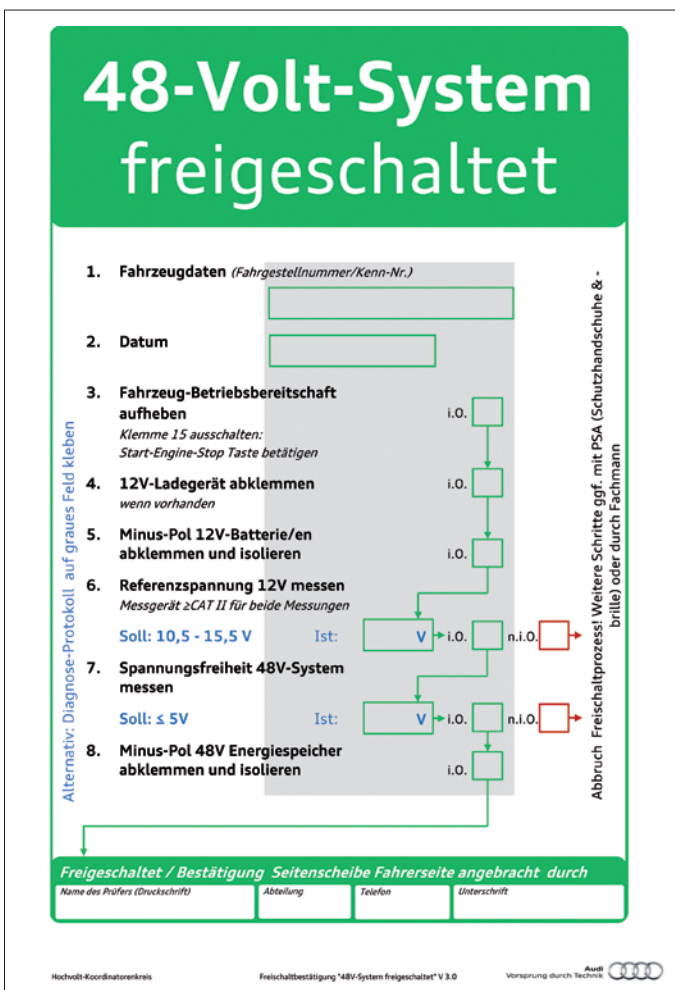 48-Volt-System
freigeschaltet
1. Fahrzeugdaten (Fahrgestellnummer/Kenn-Nr.)
2. Datum
3. Fahrzeug-Betriebsbereitschaft
aufheben
i.O.
Klemme 15 ausschalten:
Start-Engine-Stop Taste betätigen
4. 12V-Ladegerät abklemmen
i.O.
wenn vorhanden
5. Minus-Pol 12V-Batterie/en
abklemmen und isolieren
i.O.
6. Referenzspannung 12V messen
Messgerät ≥CAT II für beide Messungen
Soll: 10,5 - 15,5 V Ist: V i.O. n.i.O.
7. Spannungsfreiheit 48V-System
messen
Soll: ≤ 5V Ist: V i.O. n.i.O.
8. Minus-Pol 48V Energiespeicher
abklemmen und isolieren
i.O.
Alternativ: Diagnose-Protokoll auf graues Feld kleben
Abbruch Freischaltprozess! Weitere Schritte ggf. mit PSA (Schutzhandschuhe & -
brille) oder durch Fachmann
Freigeschaltet / Bestätigung Seitenscheibe Fahrerseite angebracht durch
Name des Prüfers (Druckschrift) Abteilung Telefon Unterschrift
Hochvolt-Koordinatorenkreis Freischaltbestätigung "48V-System freigeschaltet" V 3.0
Audi
Vorsprung durch Technik